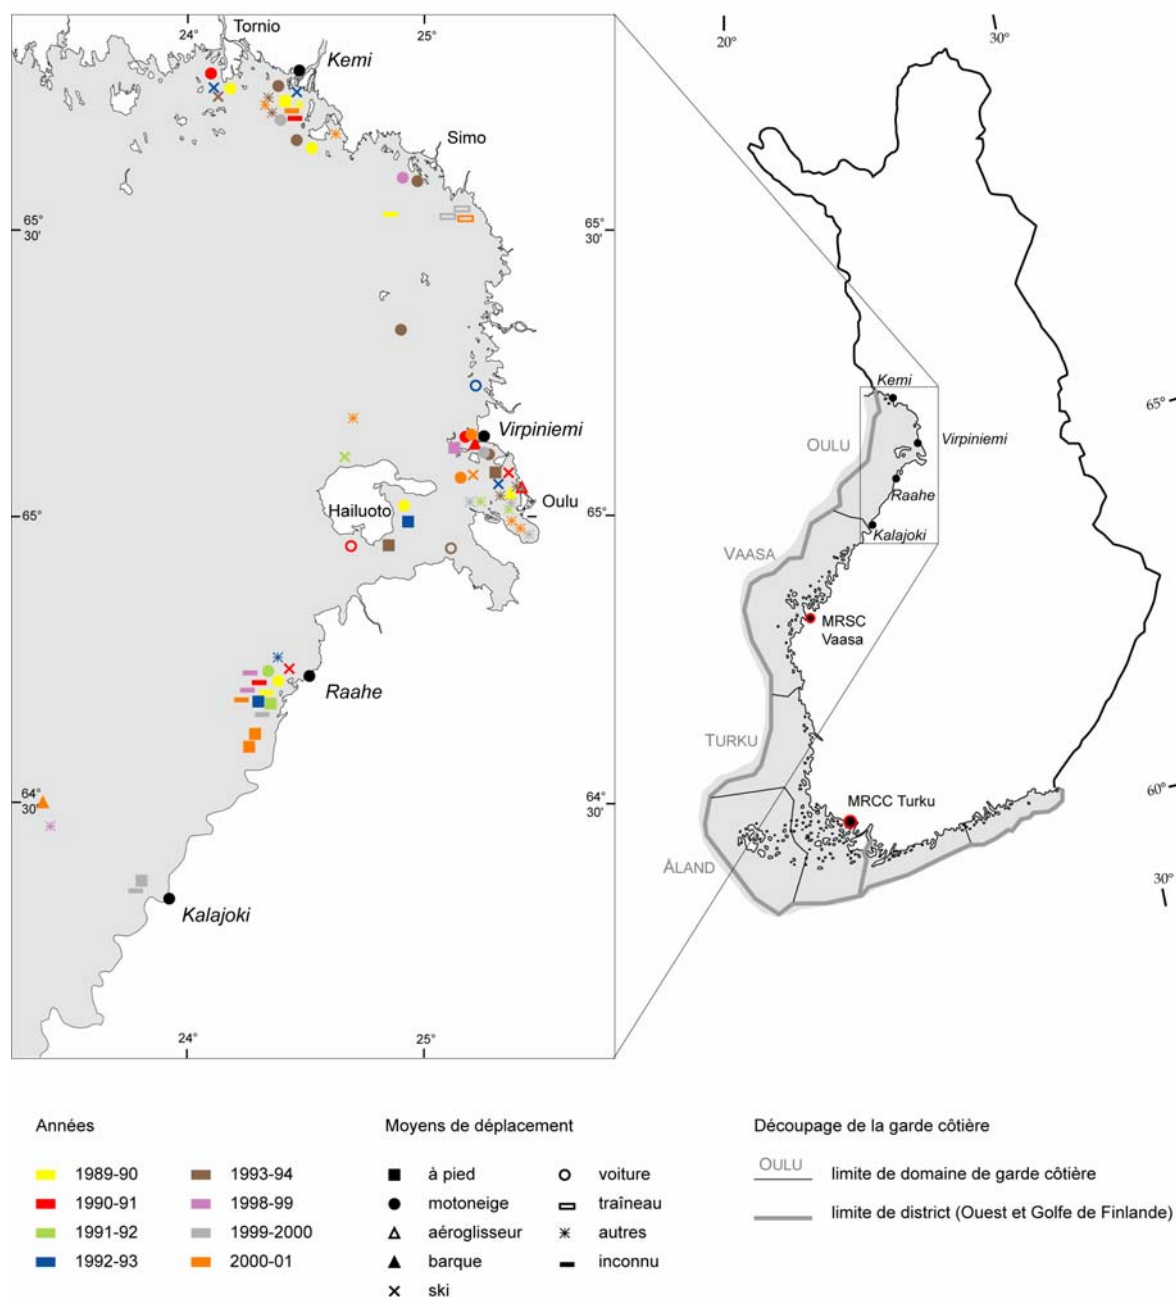 24°
Tornio
25°
Kemi
Simo
65°
30'
65°
30'
Virpiniemi
Hailuoto
Oulu
65°
65°
Raahe
64°
30'
64°
30'
Kalajoki
24°
25°
20°
30°
Kemi
65°
OULU
Virpiniemi
Raahe
Kalajoki
VAASA
MRSC
Vaasa
TURKU
MRCC Turku
60°
ÅLAND
30°
Années
1989-90
1990-91
1991-92
1992-93
1993-94
1998-99
1999-2000
2000-01
Moyens de déplacement
à pied
motoneige
aéroglisseur
barque
ski
voiture
traîneau
autres
inconnu
Découpage de la garde côtière
OULU
limite de domaine de garde côtière
limite de district (Ouest et Golfe de Finlande)